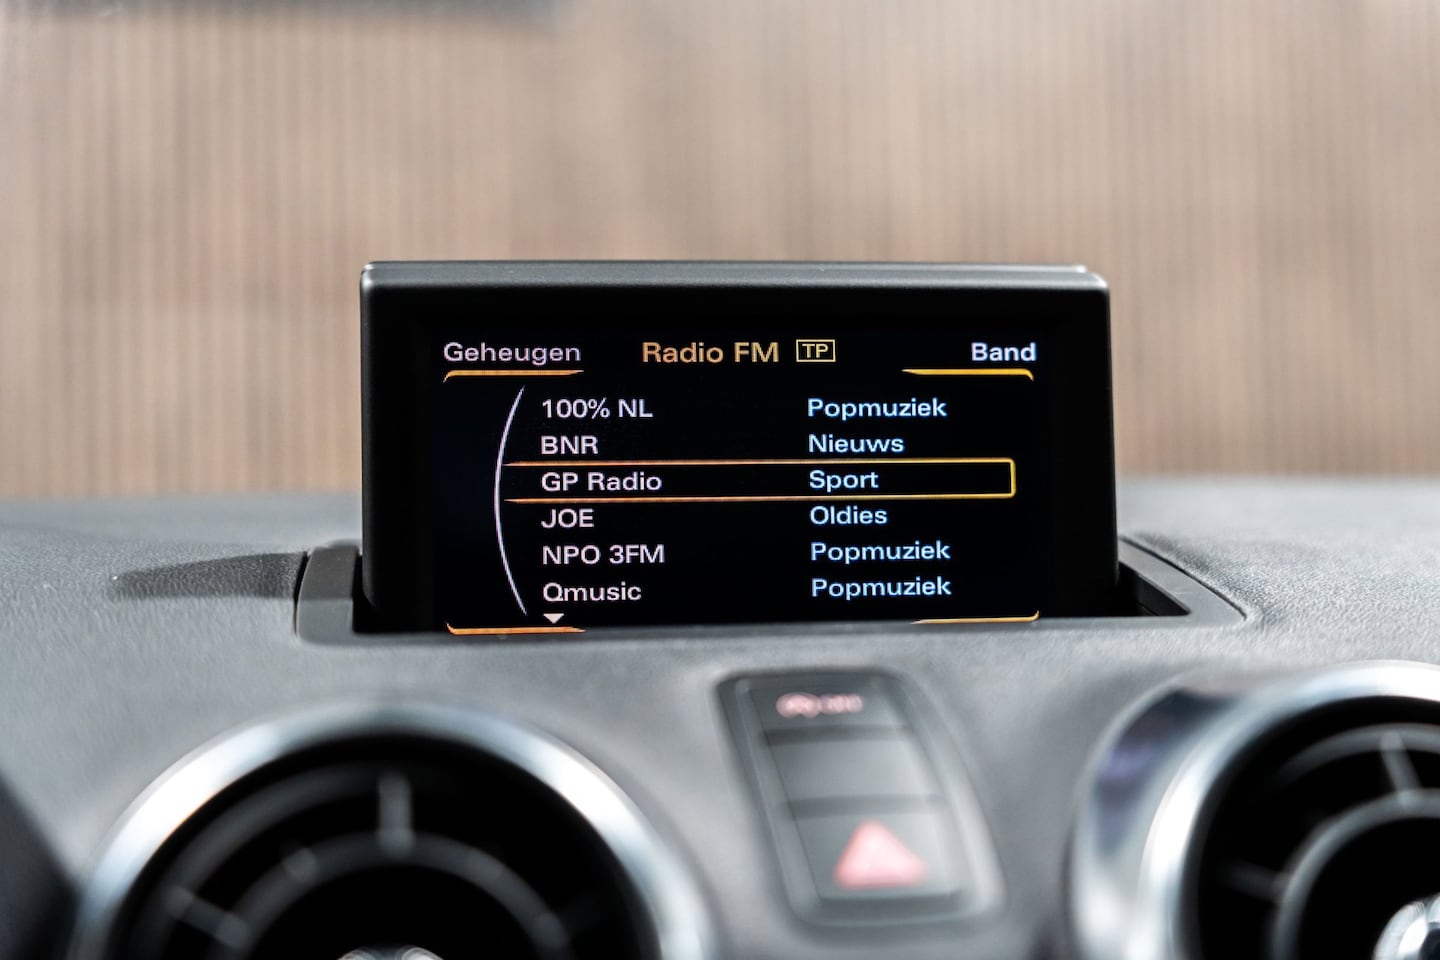 Geheugen Radio FM TP Band
100% NL Popmuziek
BNR Nieuws
GP Radio Sport
JOE Oldies
NPO 3FM Popmuziek
Qmusic Popmuziek